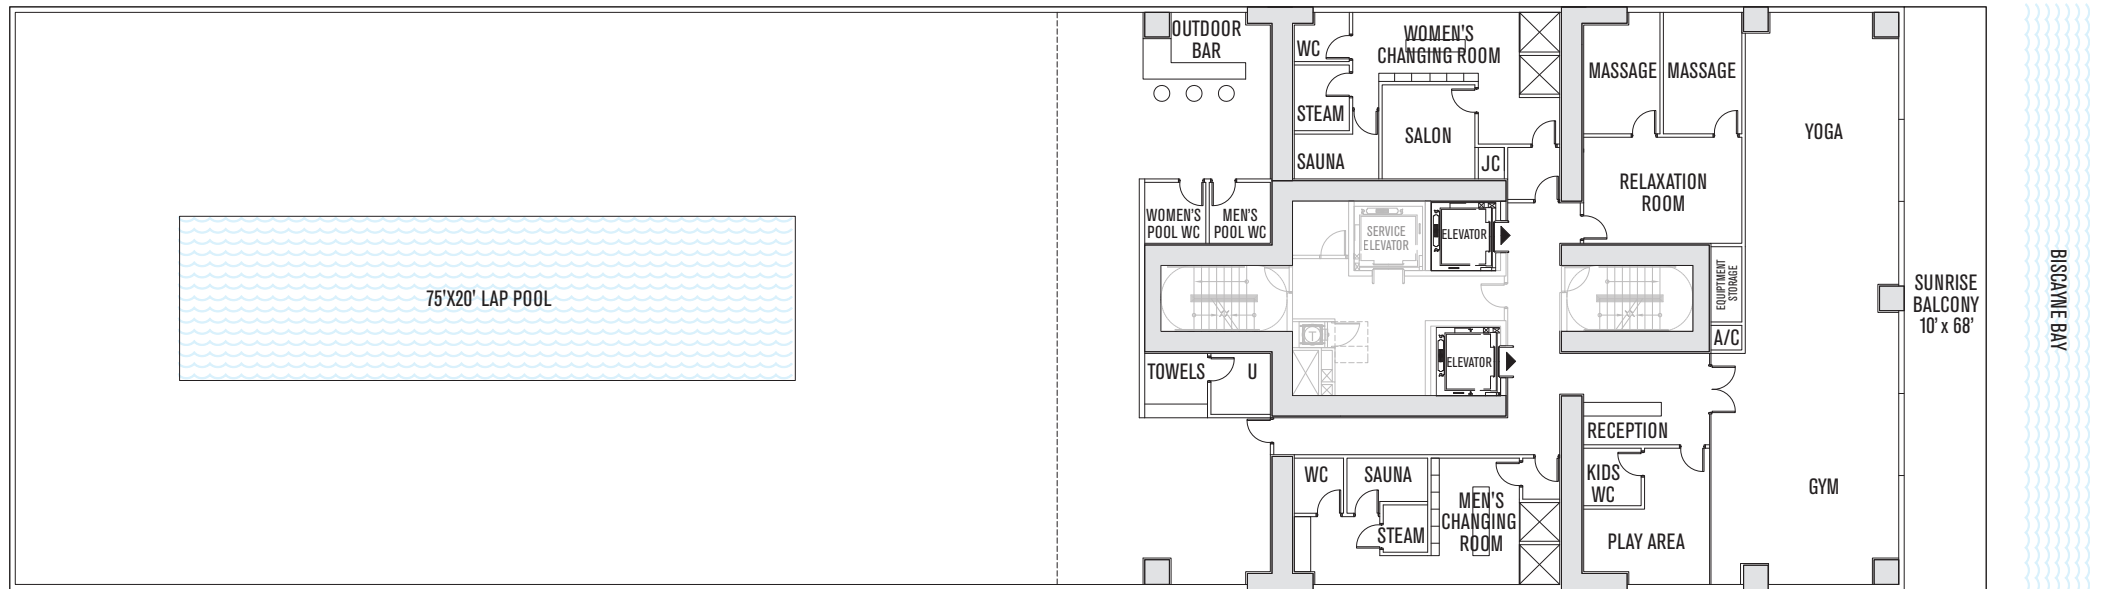 OUTDOOR
BAR
WC
WOMEN'S
CHANGING ROOM
STEAM
SALON
SAUNA
JC
MASSAGE
MASSAGE
RELAXATION
ROOM
YOGA
WOMEN'S
POOL WC
MEN'S
POOL WC
SERVICE
ELEVATOR
ELEVATOR
75'X20' LAP POOL
EQUIPTMENT
STORAGE
A/C
SUNRISE
BALCONY
10' x 68'
BISCAYNE BAY
TOWELS
U
ELEVATOR
RECEPTION
WC
SAUNA
STEAM
MEN'S
CHANGING
ROOM
KIDS
WC
PLAY AREA
GYM